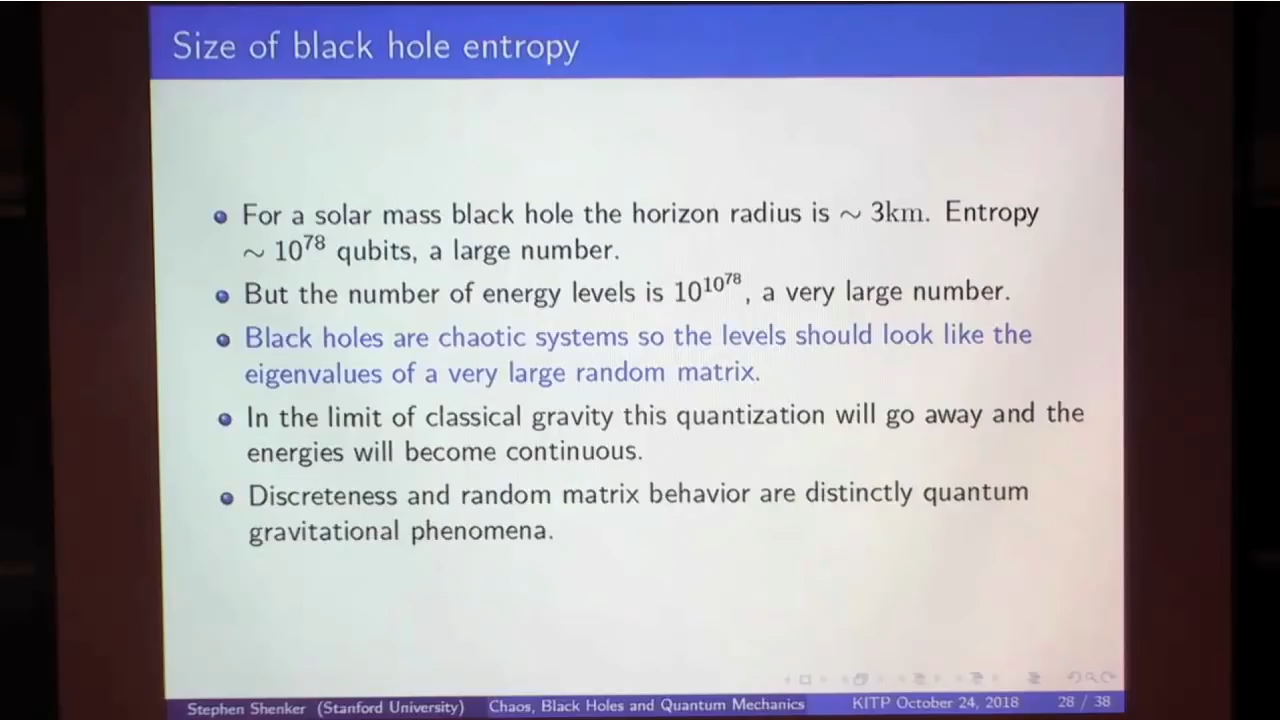 Size of black hole entropy
For a solar mass black hole the horizon radius is ∼ 3km. Entropy
∼ 10⁷⁸ qubits, a large number.
But the number of energy levels is 10^{10^{78}}, a very large number.
Black holes are chaotic systems so the levels should look like the
eigenvalues of a very large random matrix.
In the limit of classical gravity this quantization will go away and the
energies will become continuous.
Discreteness and random matrix behavior are distinctly quantum
gravitational phenomena.
Stephen Shenker (Stanford University) Chaos, Black Holes and Quantum Mechanics KITP October 24, 2018 28 / 38